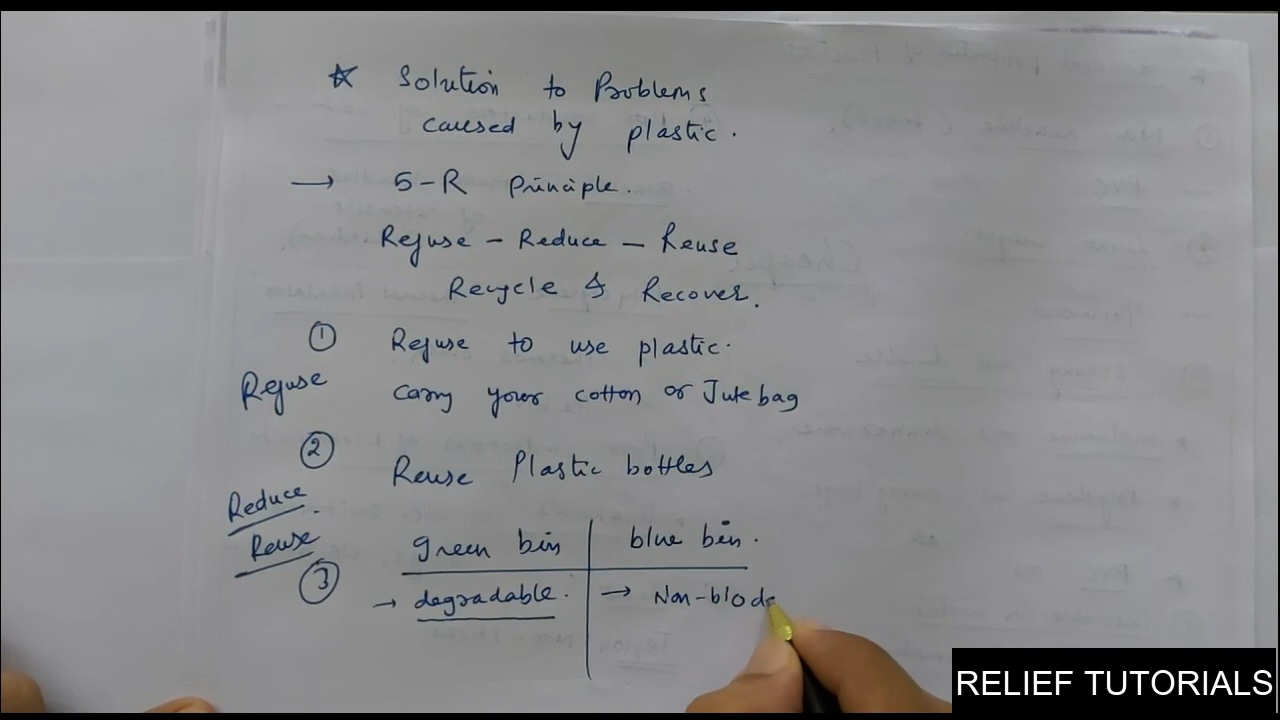 ☆ Solution to Problems
caused by plastic.
→ 5-R Principle.
Refuse - Reduce - Reuse
Recycle & Recover.
① Refuse to use plastic.
Refuse carry your cotton or Jute bag
② Reuse Plastic bottles
Reduce.
Reuse
③ green bin | blue bin.
→ degradable. | → Non-biode
RELIEF TUTORIALS